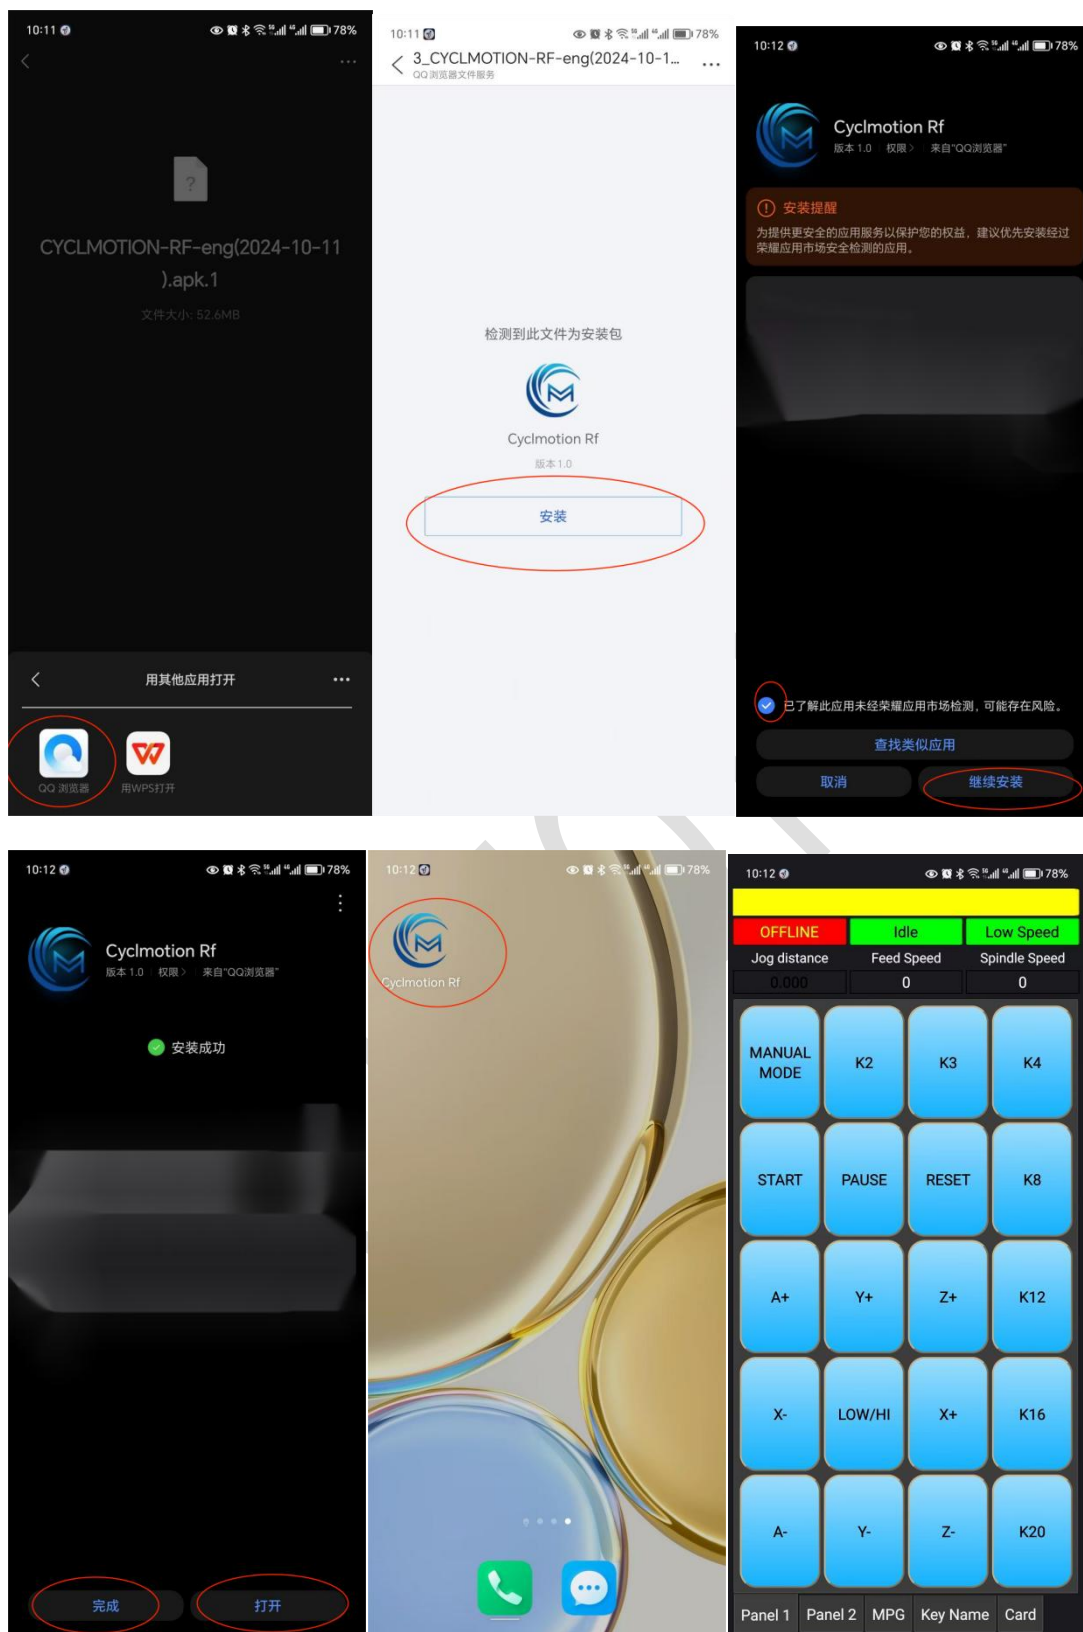 10:11
78%
CYCLMOTION-RF-eng(2024-10-11
).apk.1
文件大小: 52.6MB
用其他应用打开
QQ 浏览器
用WPS打开
10:11
78%
3_CYCLMOTION-RF-eng(2024-10-1...
QQ浏览器文件服务
检测到此文件为安装包
Cyclmotion Rf
版本1.0
安装
10:12
78%
Cyclmotion Rf
版本 1.0 权限 > 来自"QQ浏览器"
安装提醒
为提供更安全的应用服务以保护您的权益，建议优先安装经过
荣耀应用市场安全检测的应用。
已了解此应用未经荣耀应用市场检测，可能存在风险。
查找类似应用
取消 继续安装
10:12
78%
Cyclmotion Rf
版本 1.0 权限 > 来自"QQ浏览器"
安装成功
完成 打开
10:12
78%
Cyclmotion Rf
10:12
78%
OFFLINE Idle Low Speed
Jog distance Feed Speed Spindle Speed
0.000 0 0
MANUAL
MODE K2 K3 K4
START PAUSE RESET K8
A+ Y+ Z+ K12
X- LOW/HI X+ K16
A- Y- Z- K20
Panel 1 Panel 2 MPG Key Name Card